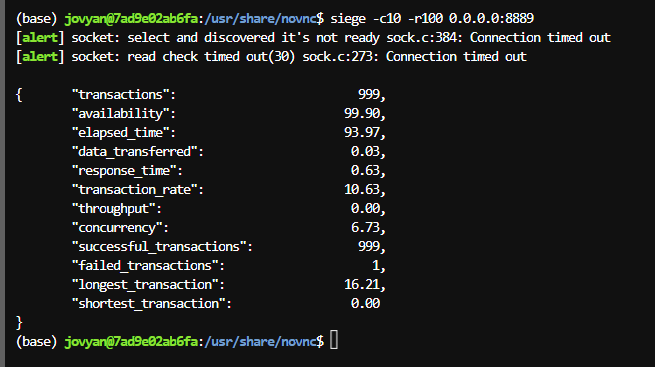 (base) jovyan@7ad9e02ab6fa:/usr/share/novnc$ siege -c10 -r100 0.0.0.0:8889
[alert] socket: select and discovered it's not ready sock.c:384: Connection timed out
[alert] socket: read check timed out(30) sock.c:273: Connection timed out
{ "transactions": 999,
"availability": 99.90,
"elapsed_time": 93.97,
"data_transferred": 0.03,
"response_time": 0.63,
"transaction_rate": 10.63,
"throughput": 0.00,
"concurrency": 6.73,
"successful_transactions": 999,
"failed_transactions": 1,
"longest_transaction": 16.21,
"shortest_transaction": 0.00
}
(base) jovyan@7ad9e02ab6fa:/usr/share/novnc$